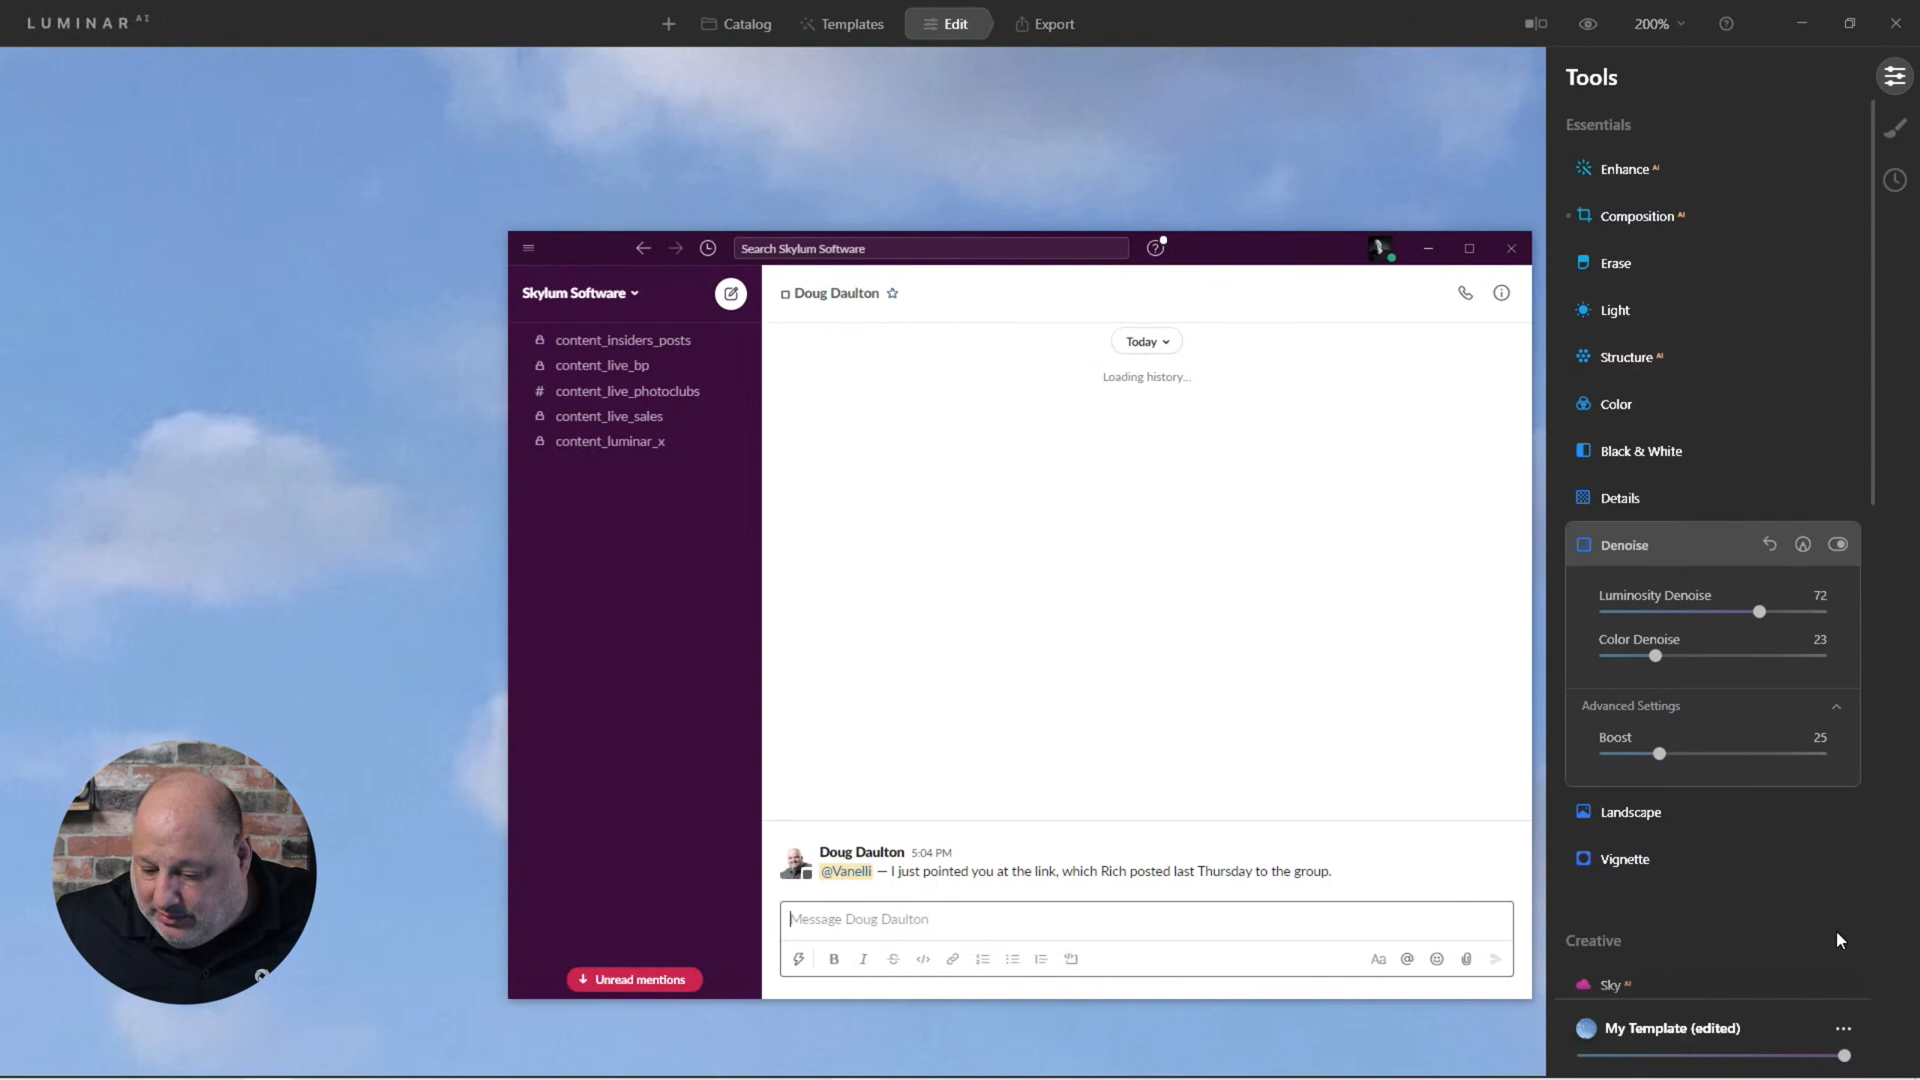 LUMINAR AI
Catalog
Templates
Edit
Export
200%
Tools
Essentials
Enhance AI
Composition AI
Erase
Light
Structure AI
Color
Black & White
Details
Denoise
Luminosity Denoise 72
Color Denoise 23
Advanced Settings
Boost 25
Landscape
Vignette
Creative
Sky AI
My Template (edited)
Search Skylum Software
Skylum Software
content_insiders_posts
content_live_bp
# content_live_photoclubs
content_live_sales
content_luminar_x
Unread mentions
Doug Daulton
Today
Loading history...
Doug Daulton 5:04 PM
@Vanelli — I just pointed you at the link, which Rich posted last Thursday to the group.
Message Doug Daulton
B I S </> Aa @